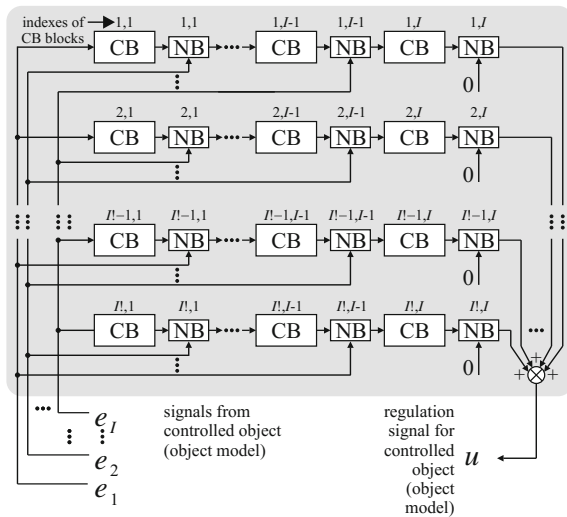 indexes of
CB blocks
1,1 1,1 1,I-1 1,I-1 1,I 1,I
CB NB CB NB CB NB
0
2,1 2,1 2,I-1 2,I-1 2,I 2,I
CB NB CB NB CB NB
0
I!−1,1 I!−1,1 I!−1,I-1 I!−1,I-1 I!−1,I I!−1,I
CB NB CB NB CB NB
0
I!,1 I!,1 I!,I-1 I!,I-1 I!,I I!,I
CB NB CB NB CB NB
0
+ + + +
e_I
e_2
e_1
signals from
controlled object
(object model)
regulation
signal for
controlled
object
(object
model)
u